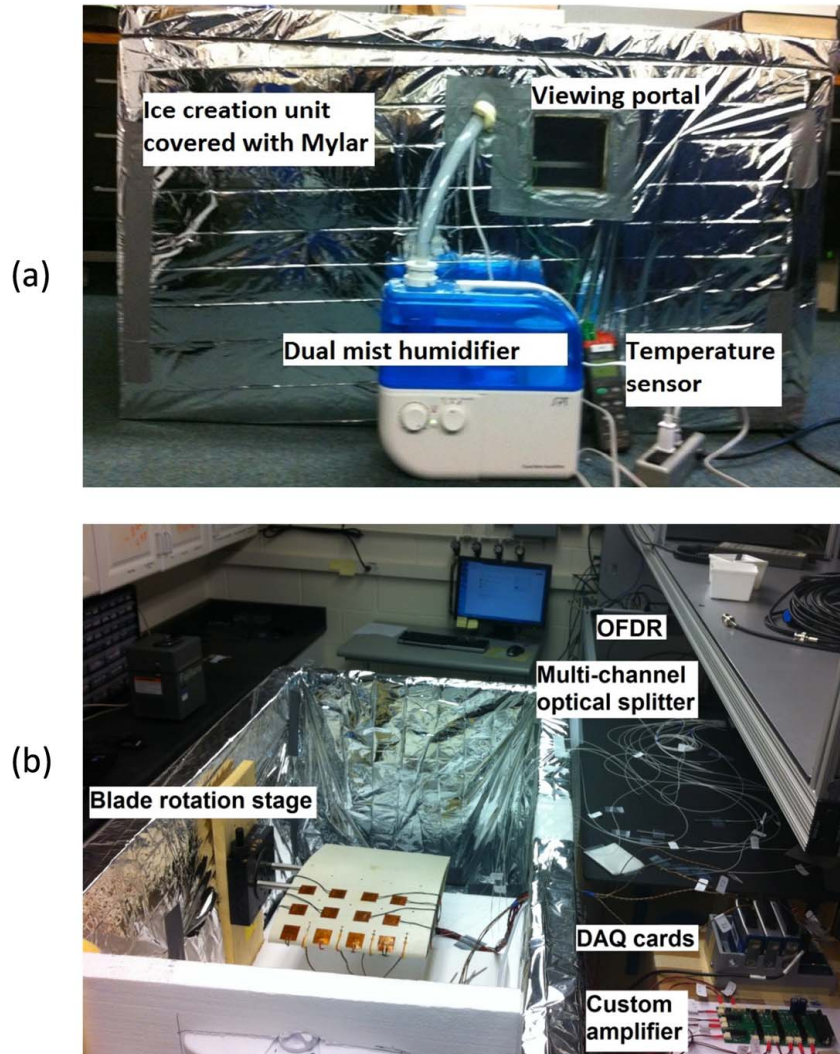 Ice creation unit
covered with Mylar
Viewing portal
(a)
Dual mist humidifier
Temperature
sensor
OFDR
Multi-channel
optical splitter
(b)
Blade rotation stage
DAQ cards
Custom
amplifier